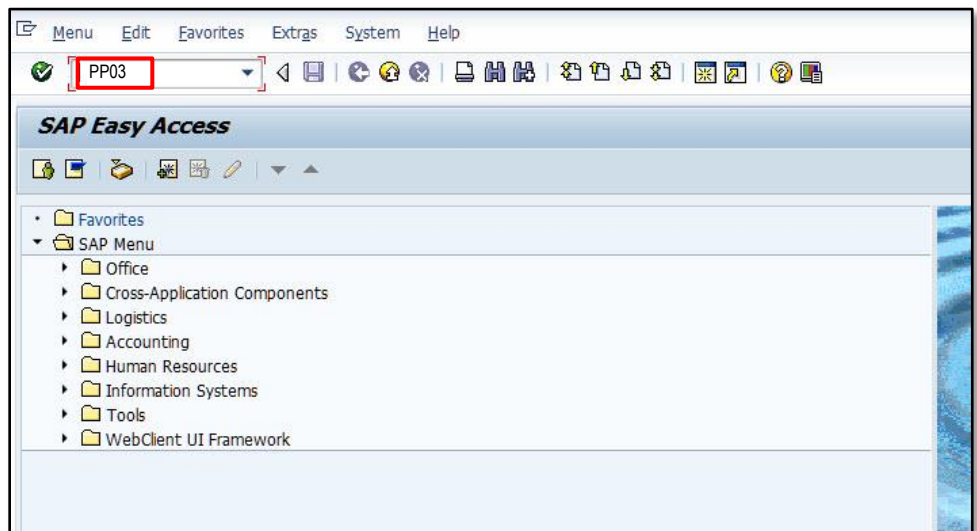 Menu Edit Favorites Extras System Help
PP03
SAP Easy Access
Favorites
SAP Menu
Office
Cross-Application Components
Logistics
Accounting
Human Resources
Information Systems
Tools
WebClient UI Framework